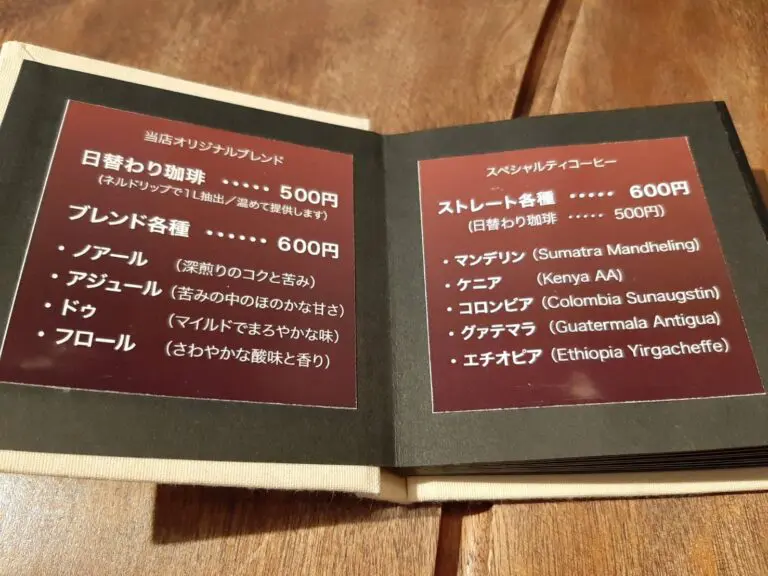 当店オリジナルブレンド
日替わり珈琲 ····· 500円
(ネルドリップで1L抽出／温めて提供します)
ブレンド各種 ······ 600円
・ノアール (深煎りのコクと苦み)
・アジュール (苦みの中のほのかな甘さ)
・ドゥ (マイルドでまろやかな味)
・フロール (さわやかな酸味と香り)
スペシャルティコーヒー
ストレート各種 ····· 600円
(日替わり珈琲 ····· 500円)
・マンデリン (Sumatra Mandheling)
・ケニア (Kenya AA)
・コロンビア (Colombia Sunaugstin)
・グァテマラ (Guatermala Antigua)
・エチオピア (Ethiopia Yirgacheffe)